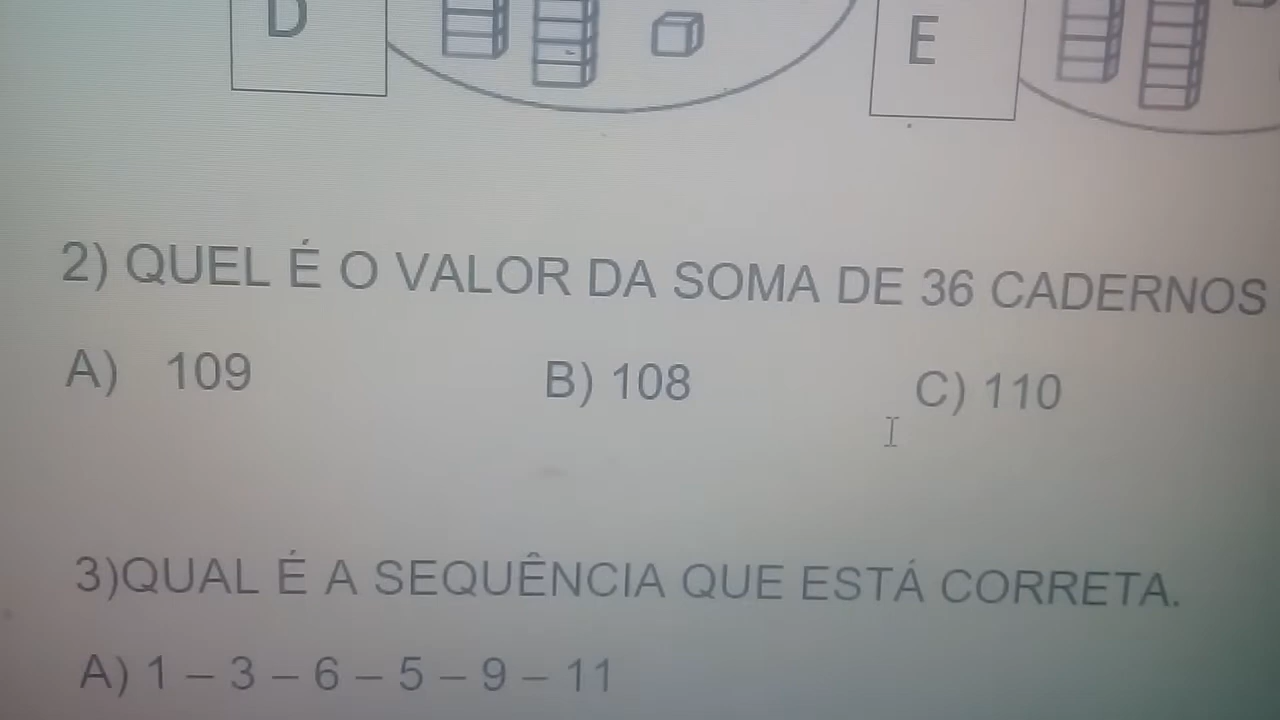 D
E
2) QUEL É O VALOR DA SOMA DE 36 CADERNOS
A) 109 B) 108 C) 110
3)QUAL É A SEQUÊNCIA QUE ESTÁ CORRETA.
A) 1 – 3 – 6 – 5 – 9 – 11